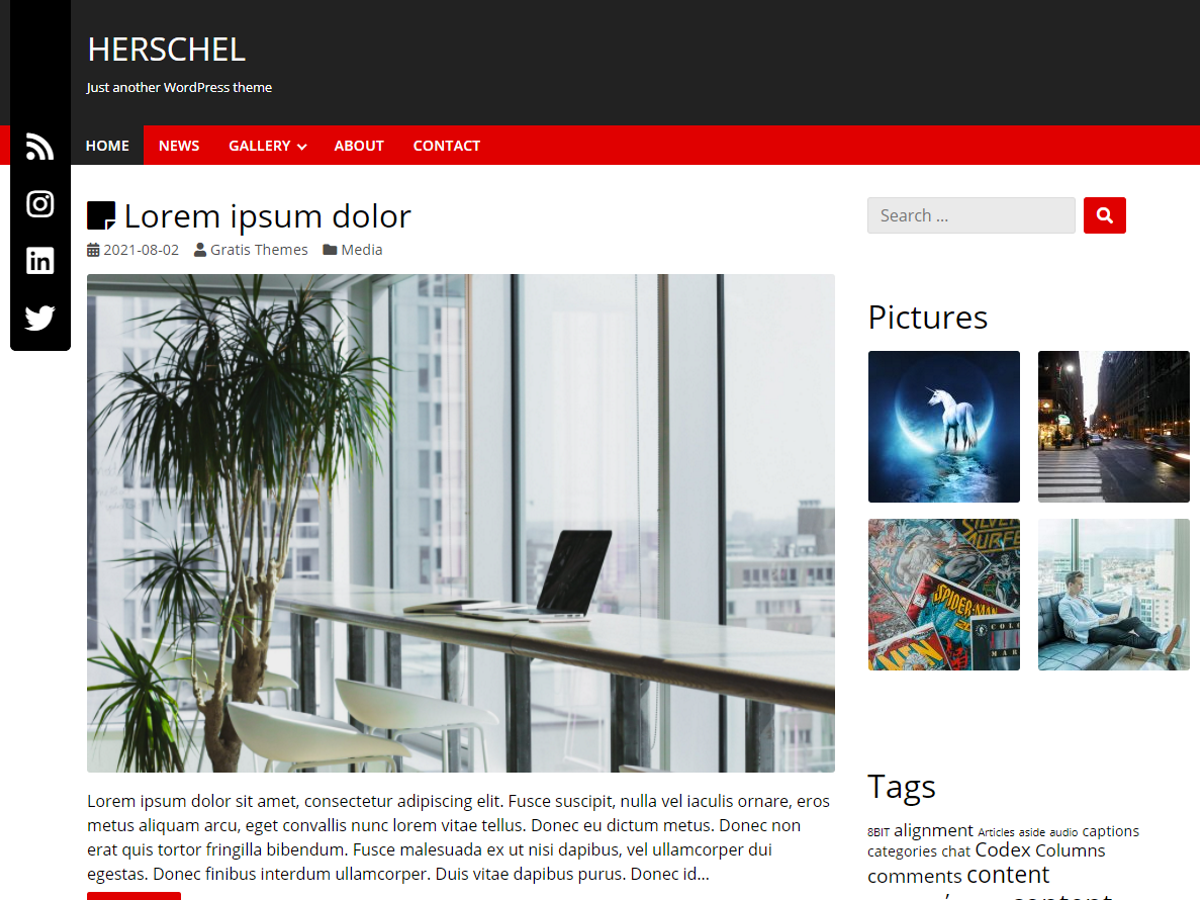 HERSCHEL
Just another WordPress theme
HOME NEWS GALLERY ABOUT CONTACT
Lorem ipsum dolor
2021-08-02 Gratis Themes Media
Search ...
Pictures
SILVER
SURFER
SPIDER-MAN
Lorem ipsum dolor sit amet, consectetur adipiscing elit. Fusce suscipit, nulla vel iaculis ornare, eros
metus aliquam arcu, eget convallis nunc lorem vitae tellus. Donec eu dictum metus. Donec non
erat quis tortor fringilla bibendum. Fusce malesuada ex ut nisi dapibus, vel ullamcorper dui
egestas. Donec finibus interdum ullamcorper. Duis vitae dapibus purus. Donec id...
Tags
8BIT alignment Articles aside audio captions
categories chat Codex Columns
comments content